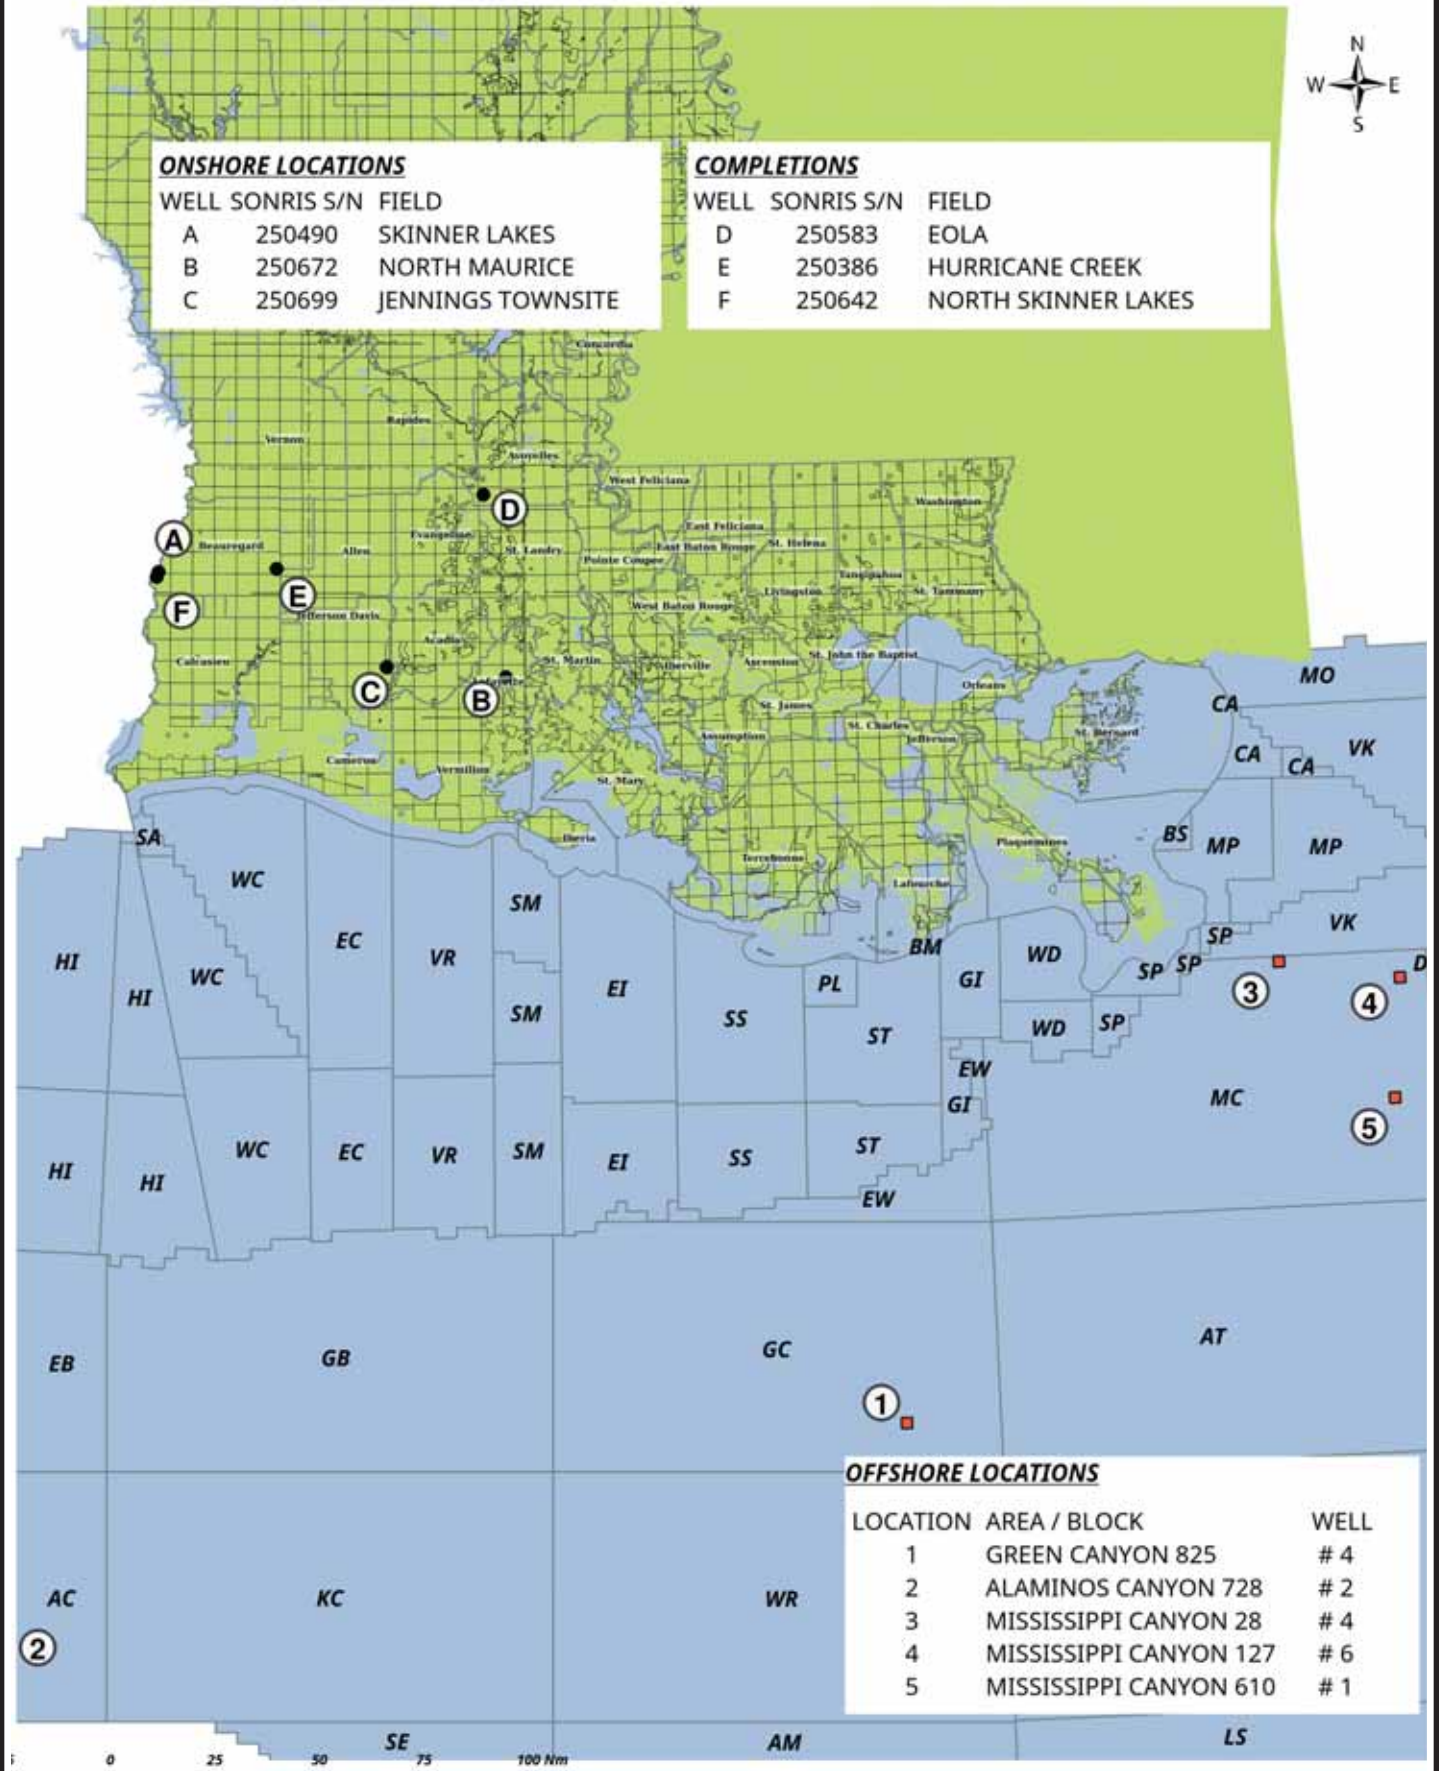 N
W E
S
ONSHORE LOCATIONS
WELL SONRIS S/N FIELD
A 250490 SKINNER LAKES
B 250672 NORTH MAURICE
C 250699 JENNINGS TOWNSITE
COMPLETIONS
WELL SONRIS S/N FIELD
D 250583 EOLA
E 250386 HURRICANE CREEK
F 250642 NORTH SKINNER LAKES
Concordia
Rapides
Vernon
Avoyelles
West Feliciana
Washington
D
East Feliciana
A
Beauregard
Allen
Evangeline
St. Landry
East Baton Rouge
St. Helena
Pointe Coupee
Tangipahoa
E
Livingston
St. Tammany
F
Jefferson Davis
West Baton Rouge
Acadia
Calcasieu
St. Martin
Iberville
Ascension
St. John the Baptist
C
B
Lafayette
Orleans
MO
St. James
CA
Assumption
St. Charles
Jefferson
St. Bernard
CA
CA
VK
Cameron
Vermilion
St. Mary
SA
Iberia
Plaquemines
BS
MP
MP
Terrebonne
Lafourche
WC
SM
EC
VR
BM
WD
SP
VK
HI
HI
WC
EI
PL
GI
SP
SP
3
4
D
SM
SS
ST
WD
SP
EW
GI
MC
5
HI
HI
WC
EC
VR
SM
EI
SS
ST
EW
EB
GB
GC
AT
1
OFFSHORE LOCATIONS
LOCATION AREA / BLOCK WELL
1 GREEN CANYON 825 # 4
2 ALAMINOS CANYON 728 # 2
3 MISSISSIPPI CANYON 28 # 4
4 MISSISSIPPI CANYON 127 # 6
5 MISSISSIPPI CANYON 610 # 1
AC
KC
WR
2
SE
AM
LS
0 25 50 75 100 Nm